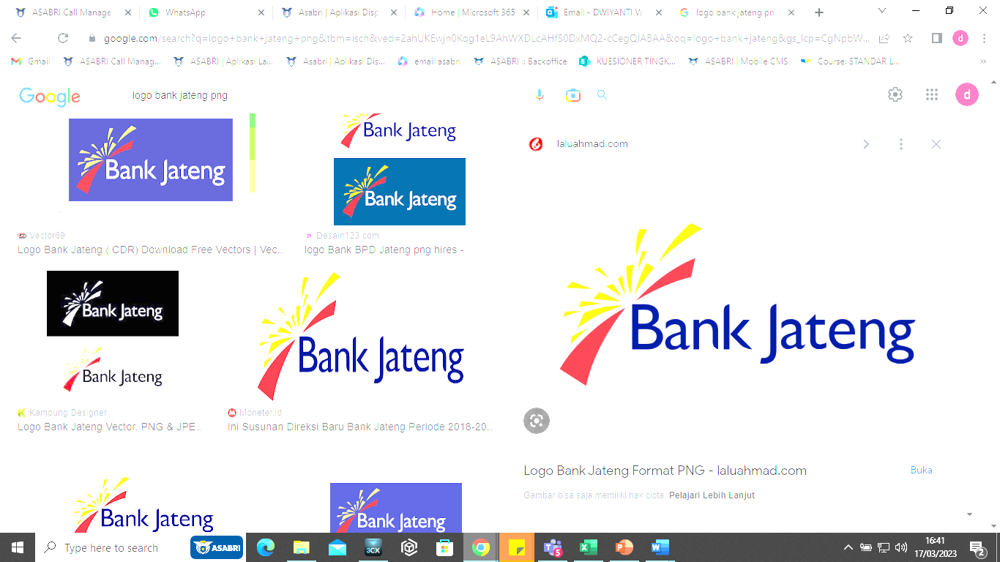 ASABRI Call Manage
WhatsApp
Asabri | Aplikasi Disp
Home | Microsoft 365
Email - DWIYANTI W
logo bank jateng pn
google.com/search?q=logo+bank+jateng+png&tbm=isch&ved=2ahUKEwjn0Kqg1eL9AhWXDLcAHfS0DxMQ2-cCegQIABAA&oq=logo+bank+jateng&gs_lcp=CgNpbW...
d
Gmail
ASABRI Call Manag...
ASABRI | Aplikasi La...
Asabri | Aplikasi Dis...
email asabri
ASABRI :: Backoffice
KUESIONER TINGK...
ASABRI | Mobile CMS
Course: STANDAR L...
Google
logo bank jateng png
d
Bank Jateng
Bank Jateng
Bank Jateng
laluahmad.com
Vector69
Logo Bank Jateng (.CDR) Download Free Vectors | Vec...
Desain123.com
logo Bank BPD Jateng png hires -
Bank Jateng
Bank Jateng
Bank Jateng
Bank Jateng
Kampung Designer
Logo Bank Jateng Vector, PNG & JPE...
Moneter.id
Ini Susunan Direksi Baru Bank Jateng Periode 2018-20...
Logo Bank Jateng Format PNG - laluahmad.com
Buka
Gambar bisa saja memiliki hak cipta. Pelajari Lebih Lanjut
Bank Jateng
Bank Jateng
Type here to search
ASABRI
3CX
5
16:41
17/03/2023
2